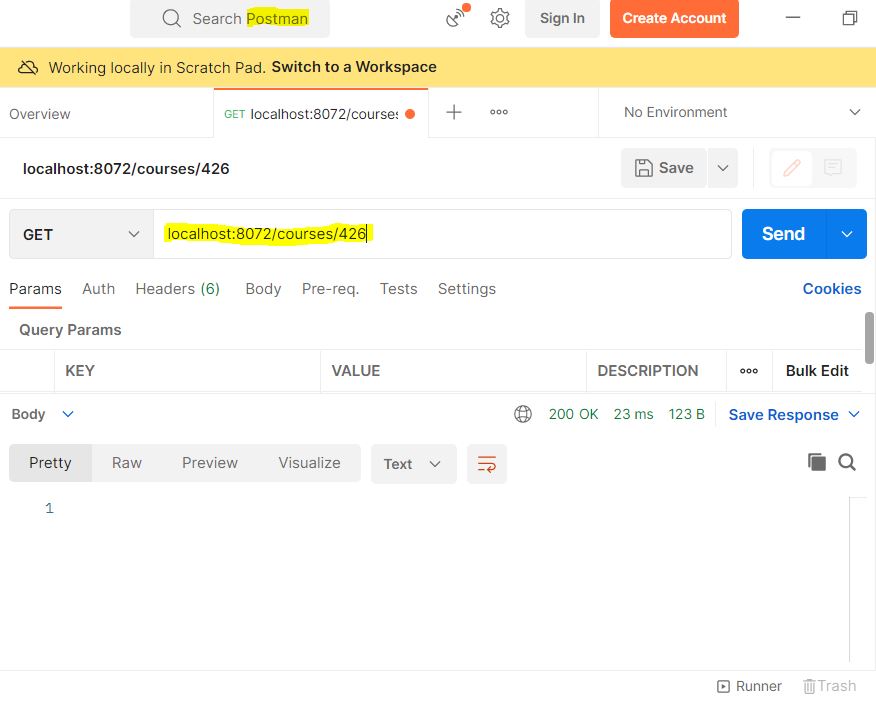 Search Postman
Sign In
Create Account
Working locally in Scratch Pad. Switch to a Workspace
Overview
GET localhost:8072/courses
No Environment
localhost:8072/courses/426
Save
GET
localhost:8072/courses/426
Send
Params Auth Headers (6) Body Pre-req. Tests Settings Cookies
Query Params
KEY VALUE DESCRIPTION Bulk Edit
Body 200 OK 23 ms 123 B Save Response
Pretty Raw Preview Visualize Text
1
Runner Trash